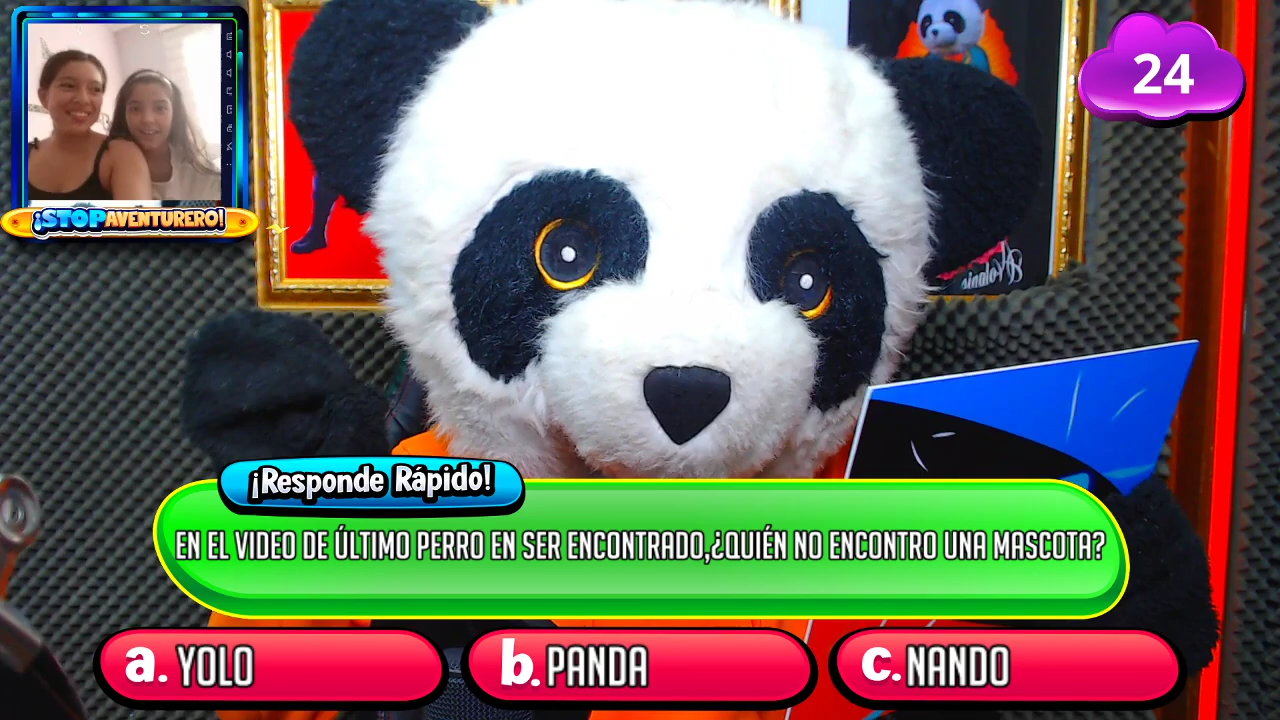 24
¡STOP AVENTURERO!
¡Responde Rápido!
EN EL VIDEO DE ÚLTIMO PERRO EN SER ENCONTRADO,¿QUIÉN NO ENCONTRO UNA MASCOTA?
a. YOLO
b. PANDA
c. NANDO